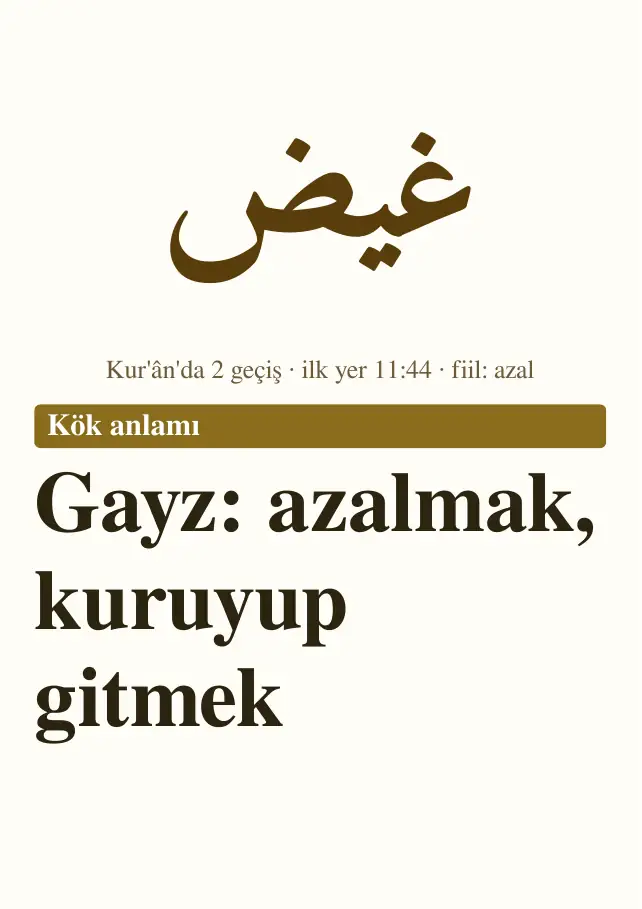 غيض
Kur'ân'da 2 geçiş · ilk yer 11:44 · fiil: azal
Kök anlamı
Gayz: azalmak,
kuruyup
gitmek